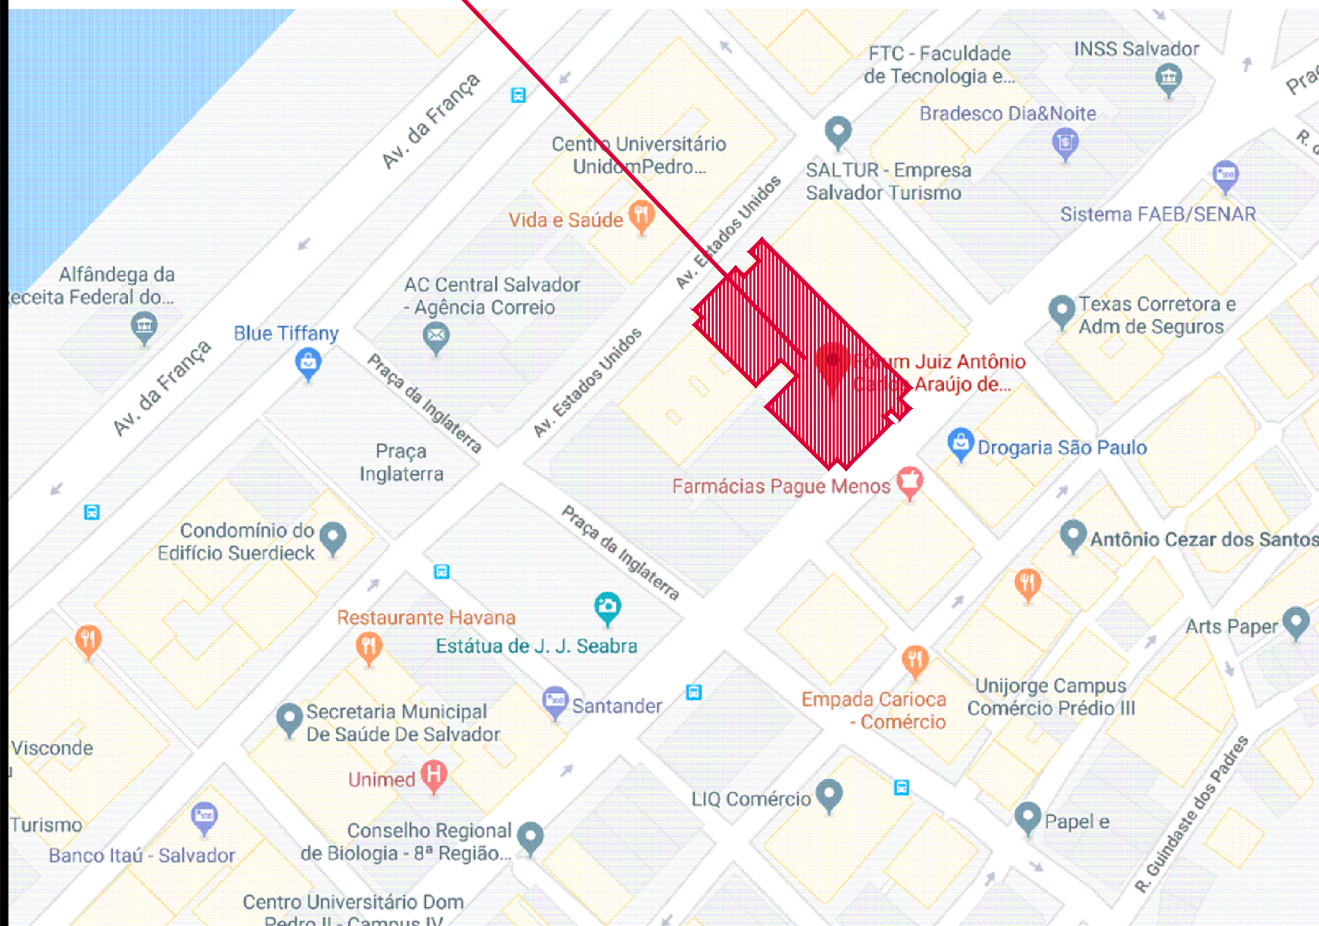 FTC - Faculdade
de Tecnologia e...
INSS Salvador
Av. da França
Bradesco Dia&Noite
Centro Universitário
UnidomPedro...
SALTUR - Empresa
Salvador Turismo
Av. Estados Unidos
Vida e Saúde
Sistema FAEB/SENAR
Alfândega da
Receita Federal do...
AC Central Salvador
- Agência Correio
Blue Tiffany
Texas Corretora e
Adm de Seguros
Av. da França
Praça da Inglaterra
Av. Estados Unidos
Fórum Juiz Antônio
Carlos Araújo de...
Praça
Inglaterra
Drogaria São Paulo
Farmácias Pague Menos
Condomínio do
Edifício Suerdieck
Praça da Inglaterra
Antônio Cezar dos Santos
Restaurante Havana
Estátua de J. J. Seabra
Arts Paper
Santander
Empada Carioca
- Comércio
Unijorge Campus
Comércio Prédio III
Secretaria Municipal
De Saúde De Salvador
Visconde
Unimed
H
LIQ Comércio
R. Guindaste dos Padres
Turismo
Papel e
Banco Itaú - Salvador
Conselho Regional
de Biologia - 8ª Região...
Centro Universitário Dom
Pedro II - Campus IV